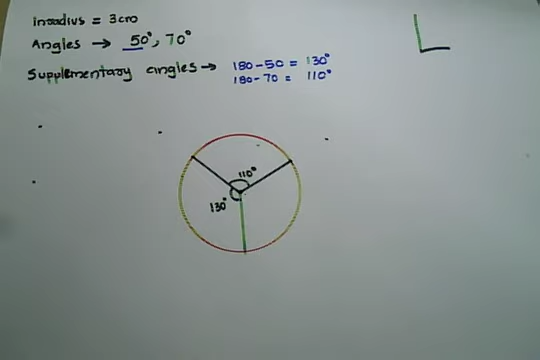 Inradius = 3cm
Angles → 50°, 70°
Supplementary angles → 180-50 = 130°
180-70 = 110°
110°
130°